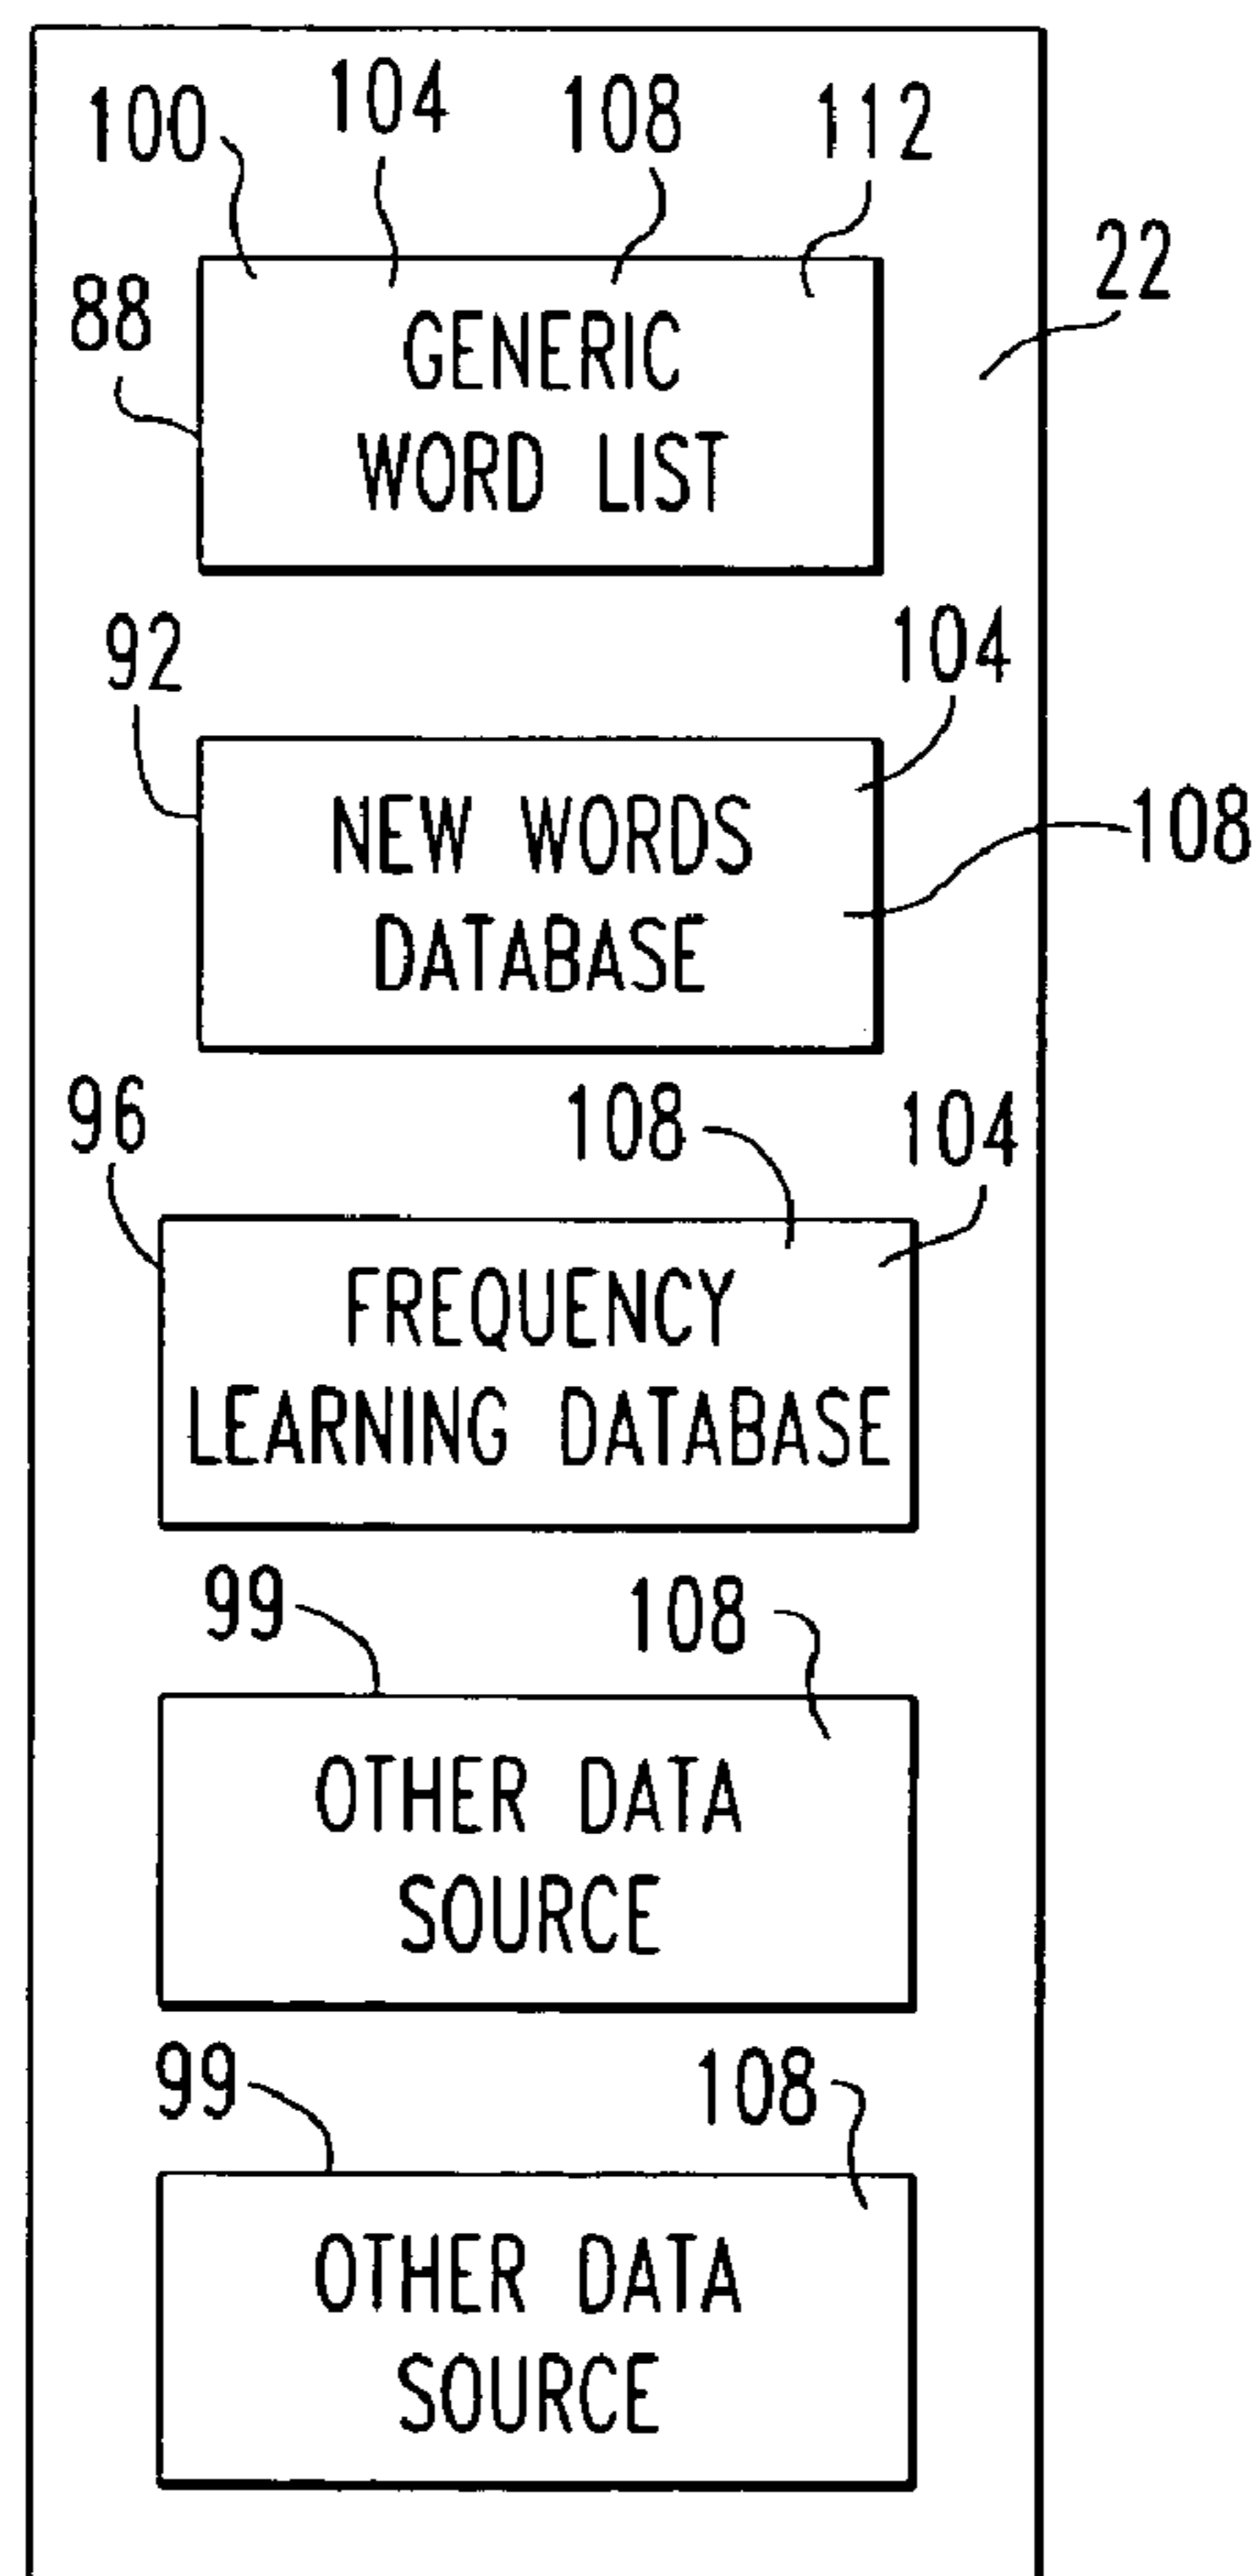 100 104 108 112
22
88
GENERIC
WORD LIST
92 104
NEW WORDS
108
DATABASE
96 108 104
FREQUENCY
LEARNING DATABASE
99 108
OTHER DATA
SOURCE
99 108
OTHER DATA
SOURCE